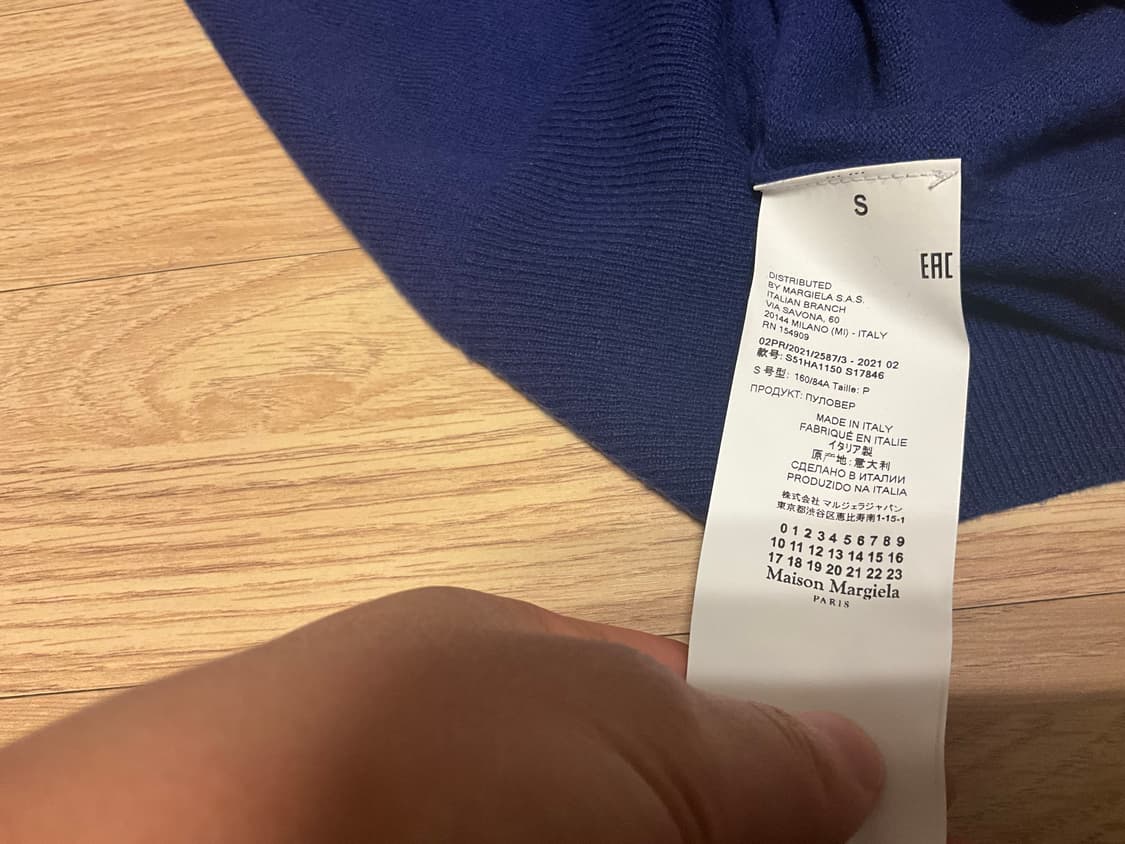 S
EAC
DISTRIBUTED
BY MARGIELA S.A.S.
ITALIAN BRANCH
VIA SAVONA, 60
20144 MILANO (MI) - ITALY
RN 154909
02PR/2021/2587/3 - 2021 02
款号: S51HA1150 S17846
S 号型: 160/84A Taille: P
ПРОДУКТ: ПУЛОВЕР
MADE IN ITALY
FABRIQUÉ EN ITALIE
イタリア製
原产地: 意大利
СДЕЛАНО В ИТАЛИИ
PRODUZIDO NA ITALIA
株式会社 マルジェラジャパン
東京都渋谷区恵比寿南1-15-1
0 1 2 3 4 5 6 7 8 9
10 11 12 13 14 15 16
17 18 19 20 21 22 23
Maison Margiela
PARIS